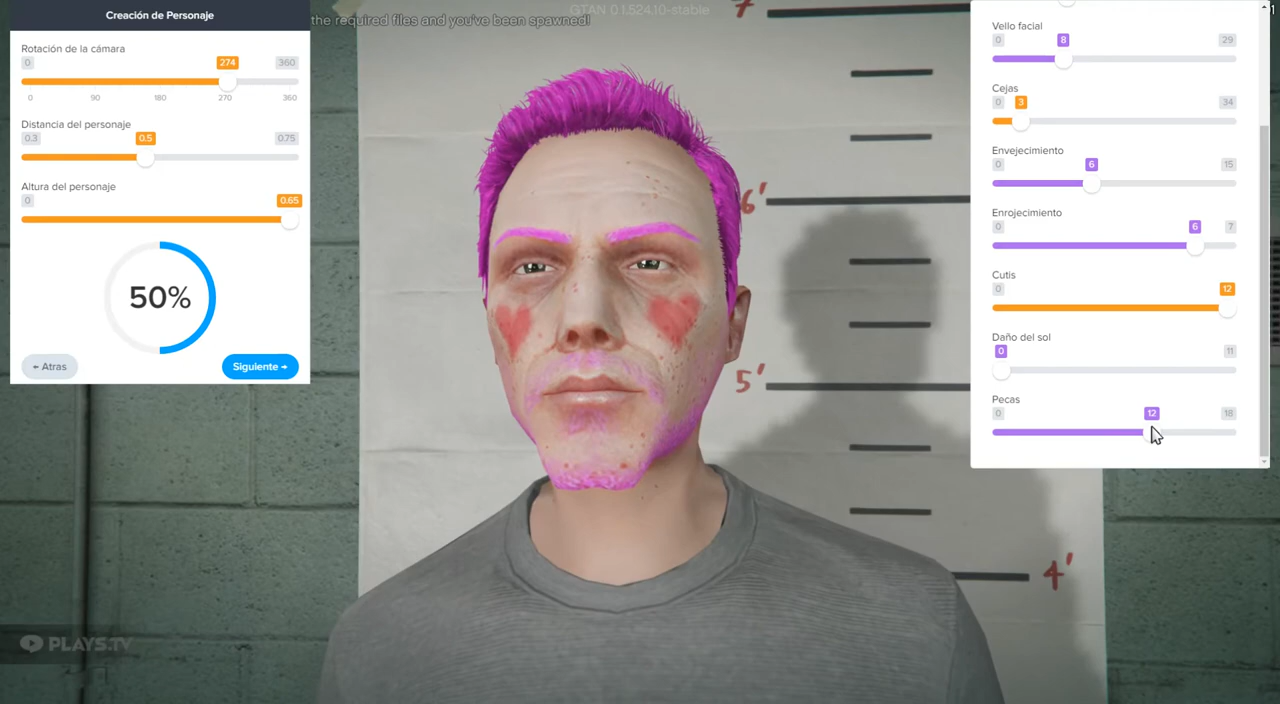 Creación de Personaje
the required files and you've been spawned!
GTAN 0.1.524.10-stable
Rotación de la cámara
0 274 360
0 90 180 270 360
Distancia del personaje
0.3 0.5 0.75
Altura del personaje
0 0.65
50%
← Atras
Siguiente →
Vello facial
0 8 29
Cejas
0 3 34
Envejecimiento
0 6 15
Enrojecimiento
0 6 7
Cutis
0 12
Daño del sol
0 11
Pecas
0 12 18
7'
6'
5'
4'
PLAYS.TV